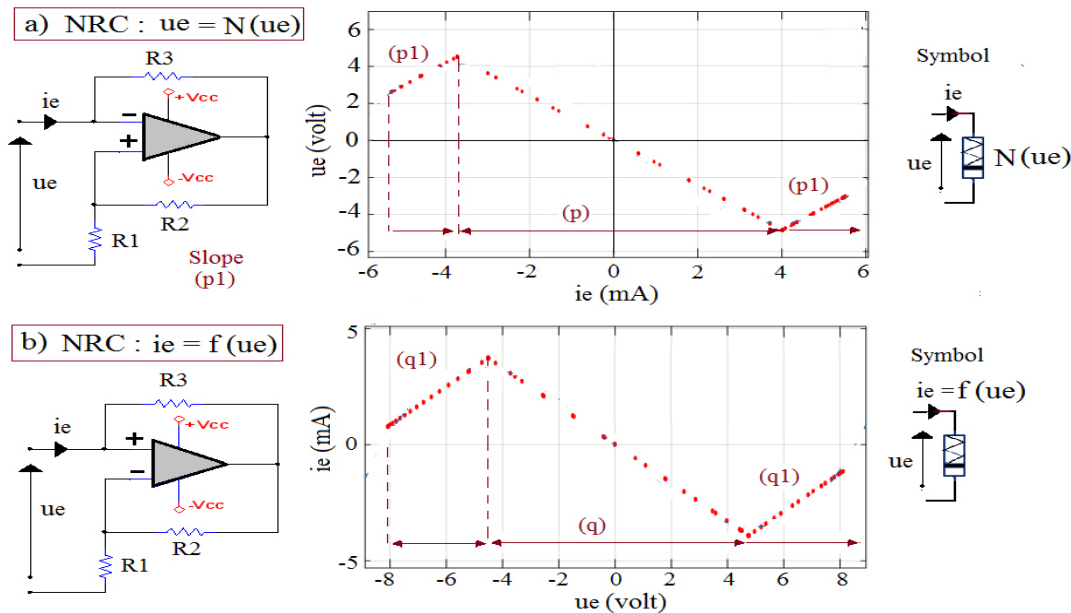 a) NRC : ue = N (ue)
R3
ie
+Vcc
-
+
-Vcc
ue
R2
R1
Slope
(p1)
6
4
2
0
-2
-4
-6
ue (volt)
(p1)
(p1)
(p)
-6
-4
-2
0
2
4
6
ie (mA)
Symbol
ie
ue
N (ue)
b) NRC : ie = f (ue)
R3
ie
+Vcc
+
-
-Vcc
ue
R2
R1
5
0
-5
ie (mA)
(q1)
(q1)
(q)
-8
-6
-4
-2
0
2
4
6
8
ue (volt)
Symbol
ie = f (ue)
ue